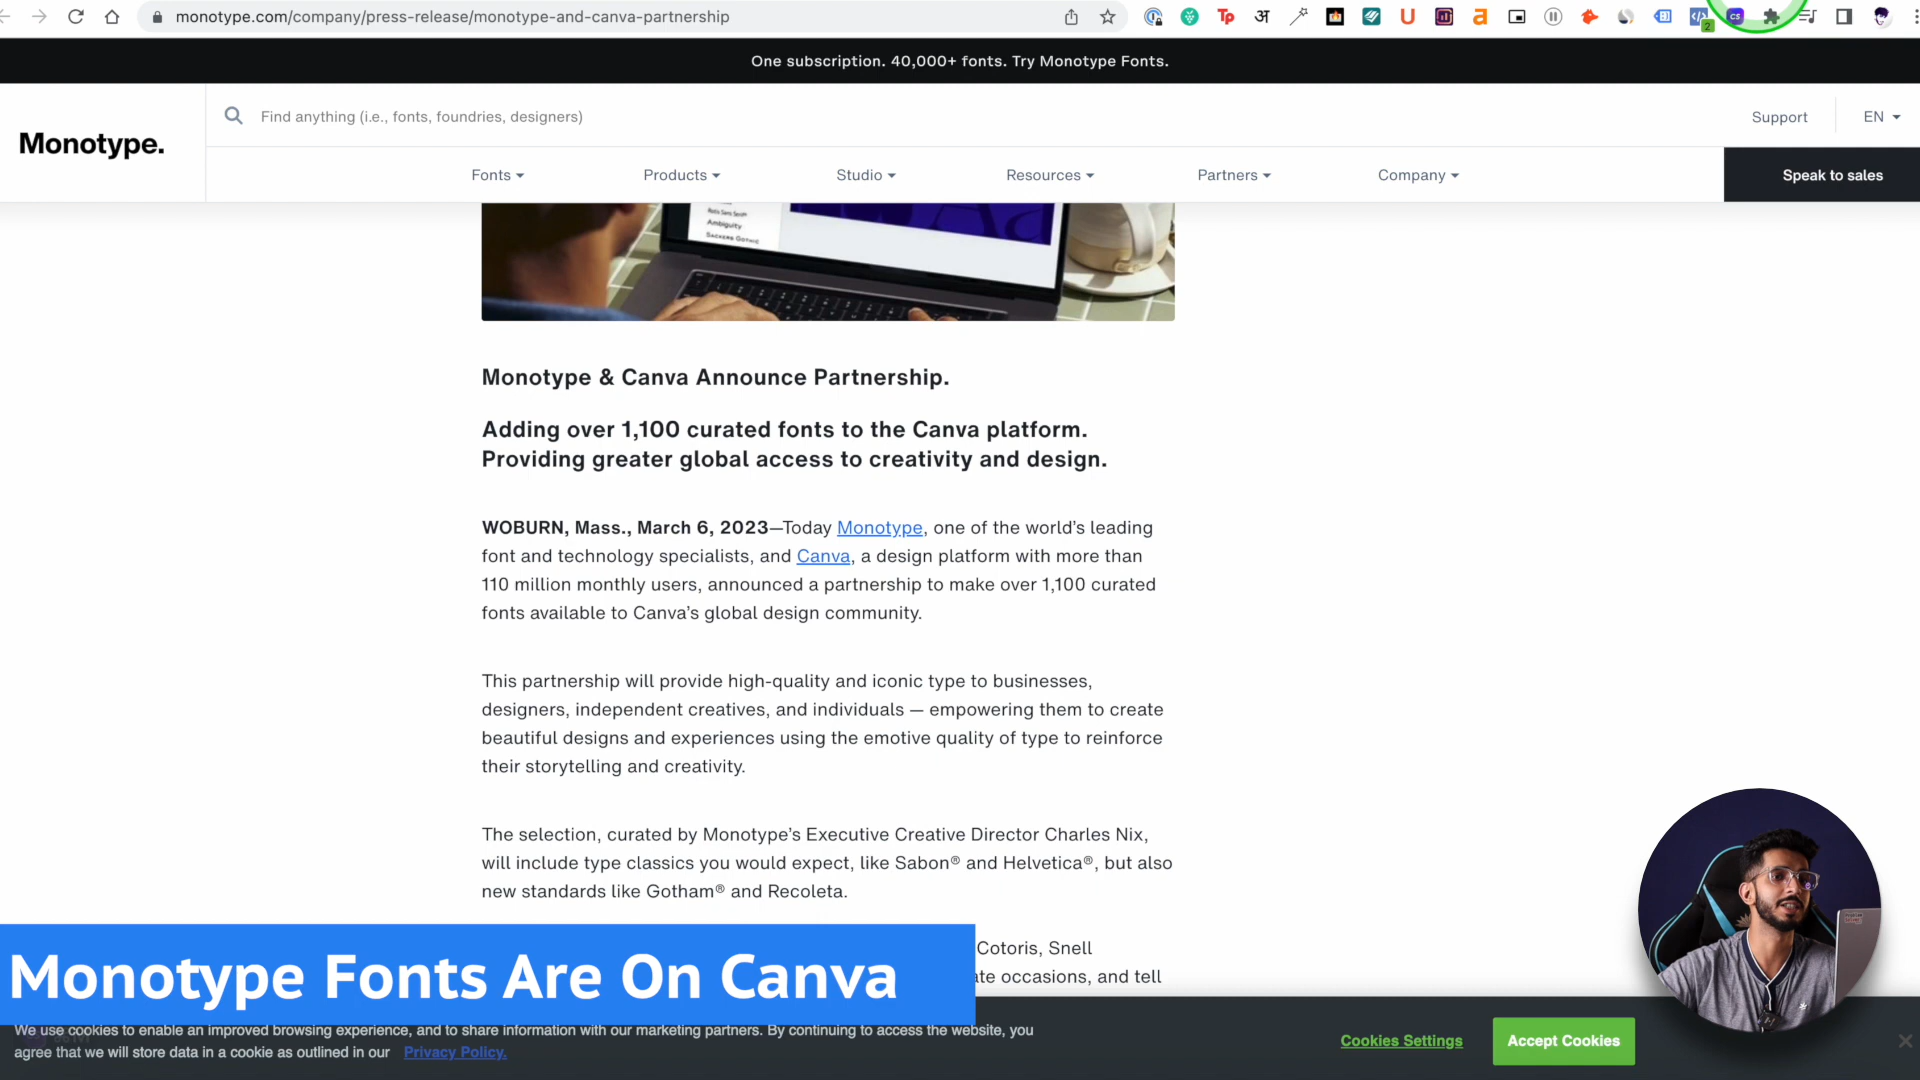 monotype.com/company/press-release/monotype-and-canva-partnership
One subscription. 40,000+ fonts. Try Monotype Fonts.
Monotype.
Find anything (i.e., fonts, foundries, designers)
Support
EN
Fonts
Products
Studio
Resources
Partners
Company
Speak to sales
Rotis Sans Serif
Ambiguity
Sackers Gothic
Monotype & Canva Announce Partnership.
Adding over 1,100 curated fonts to the Canva platform.
Providing greater global access to creativity and design.
WOBURN, Mass., March 6, 2023—Today Monotype, one of the world's leading
font and technology specialists, and Canva, a design platform with more than
110 million monthly users, announced a partnership to make over 1,100 curated
fonts available to Canva's global design community.
This partnership will provide high-quality and iconic type to businesses,
designers, independent creatives, and individuals — empowering them to create
beautiful designs and experiences using the emotive quality of type to reinforce
their storytelling and creativity.
The selection, curated by Monotype's Executive Creative Director Charles Nix,
will include type classics you would expect, like Sabon® and Helvetica®, but also
new standards like Gotham® and Recoleta.
Cotoris, Snell
occasions, and tell
Monotype Fonts Are On Canva
We use cookies to enable an improved browsing experience, and to share information with our marketing partners. By continuing to access the website, you
agree that we will store data in a cookie as outlined in our Privacy Policy.
Cookies Settings
Accept Cookies